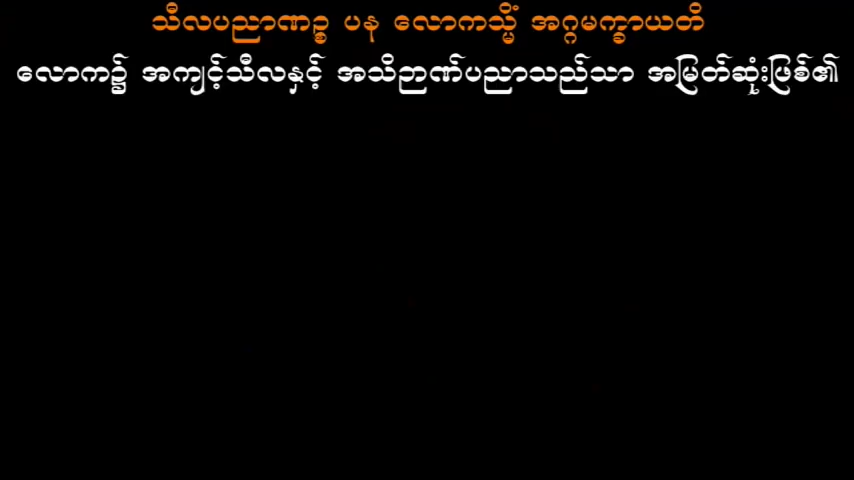 သီလပညာဏဉ္စ ပန လောကသ္မိံ အဂ္ဂမက္ခာယတိ
လောက၌ အကျင့်သီလနှင့် အသိဉာဏ်ပညာသည်သာ အမြတ်ဆုံးဖြစ်၏